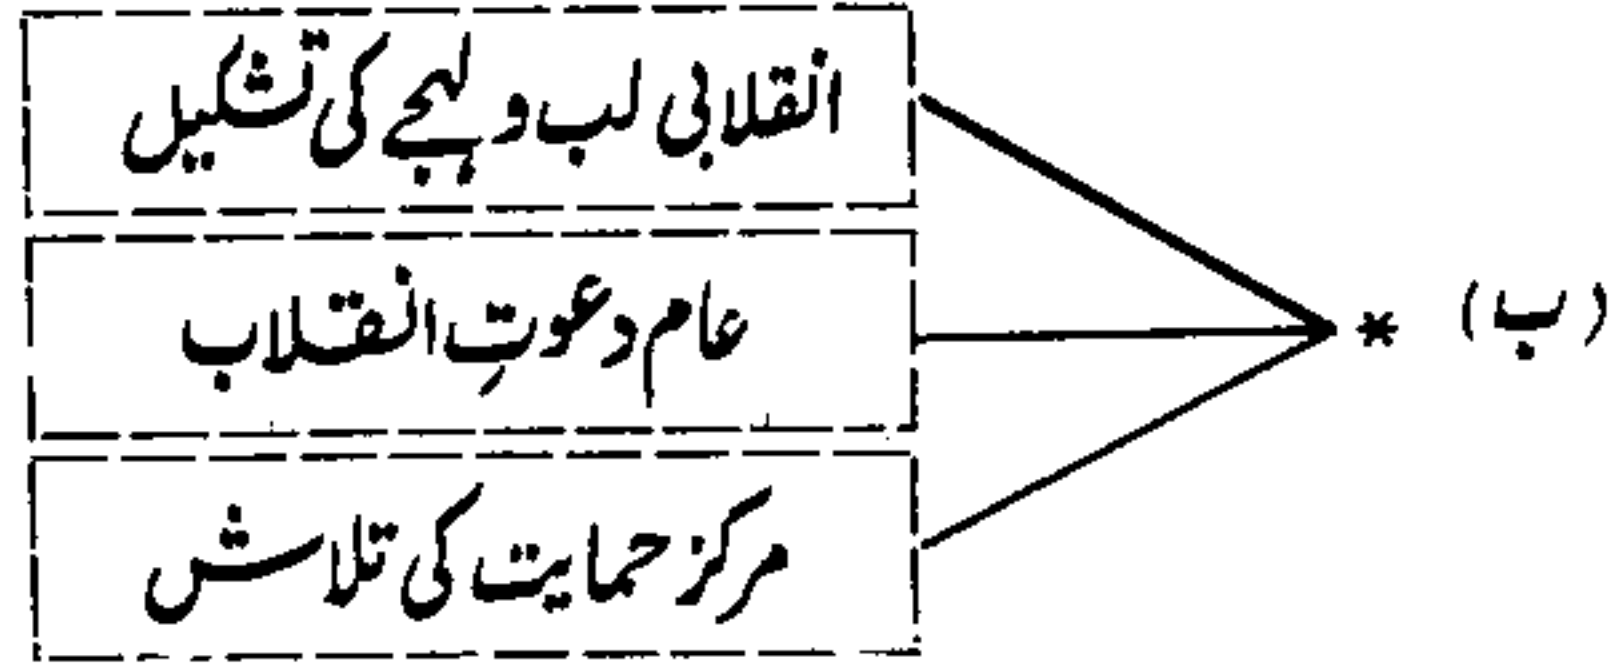 انقلابی لب و لہجے کی تشکیل
(ب) *
عام دعوتِ انقلاب
مرکز حمایت کی تلاش